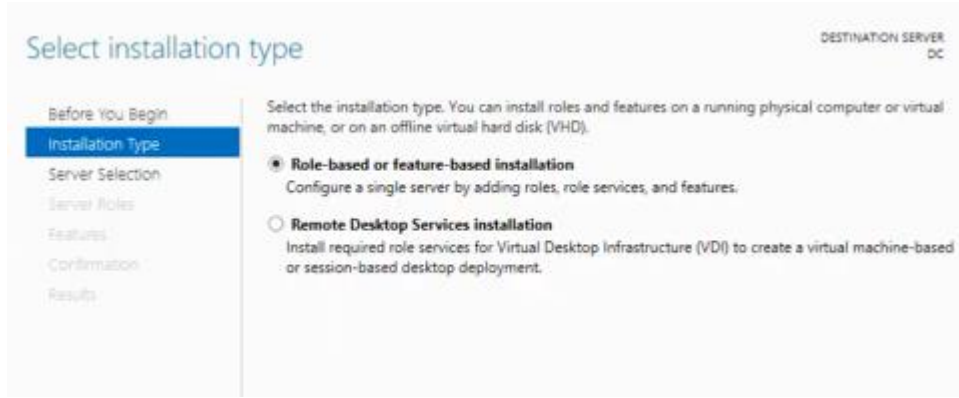 Select installation type
DESTINATION SERVER
DC
Before You Begin
Installation Type
Server Selection
Server Roles
Features
Confirmation
Results
Select the installation type. You can install roles and features on a running physical computer or virtual
machine, or on an offline virtual hard disk (VHD).
Role-based or feature-based installation
Configure a single server by adding roles, role services, and features.
Remote Desktop Services installation
Install required role services for Virtual Desktop Infrastructure (VDI) to create a virtual machine-based
or session-based desktop deployment.